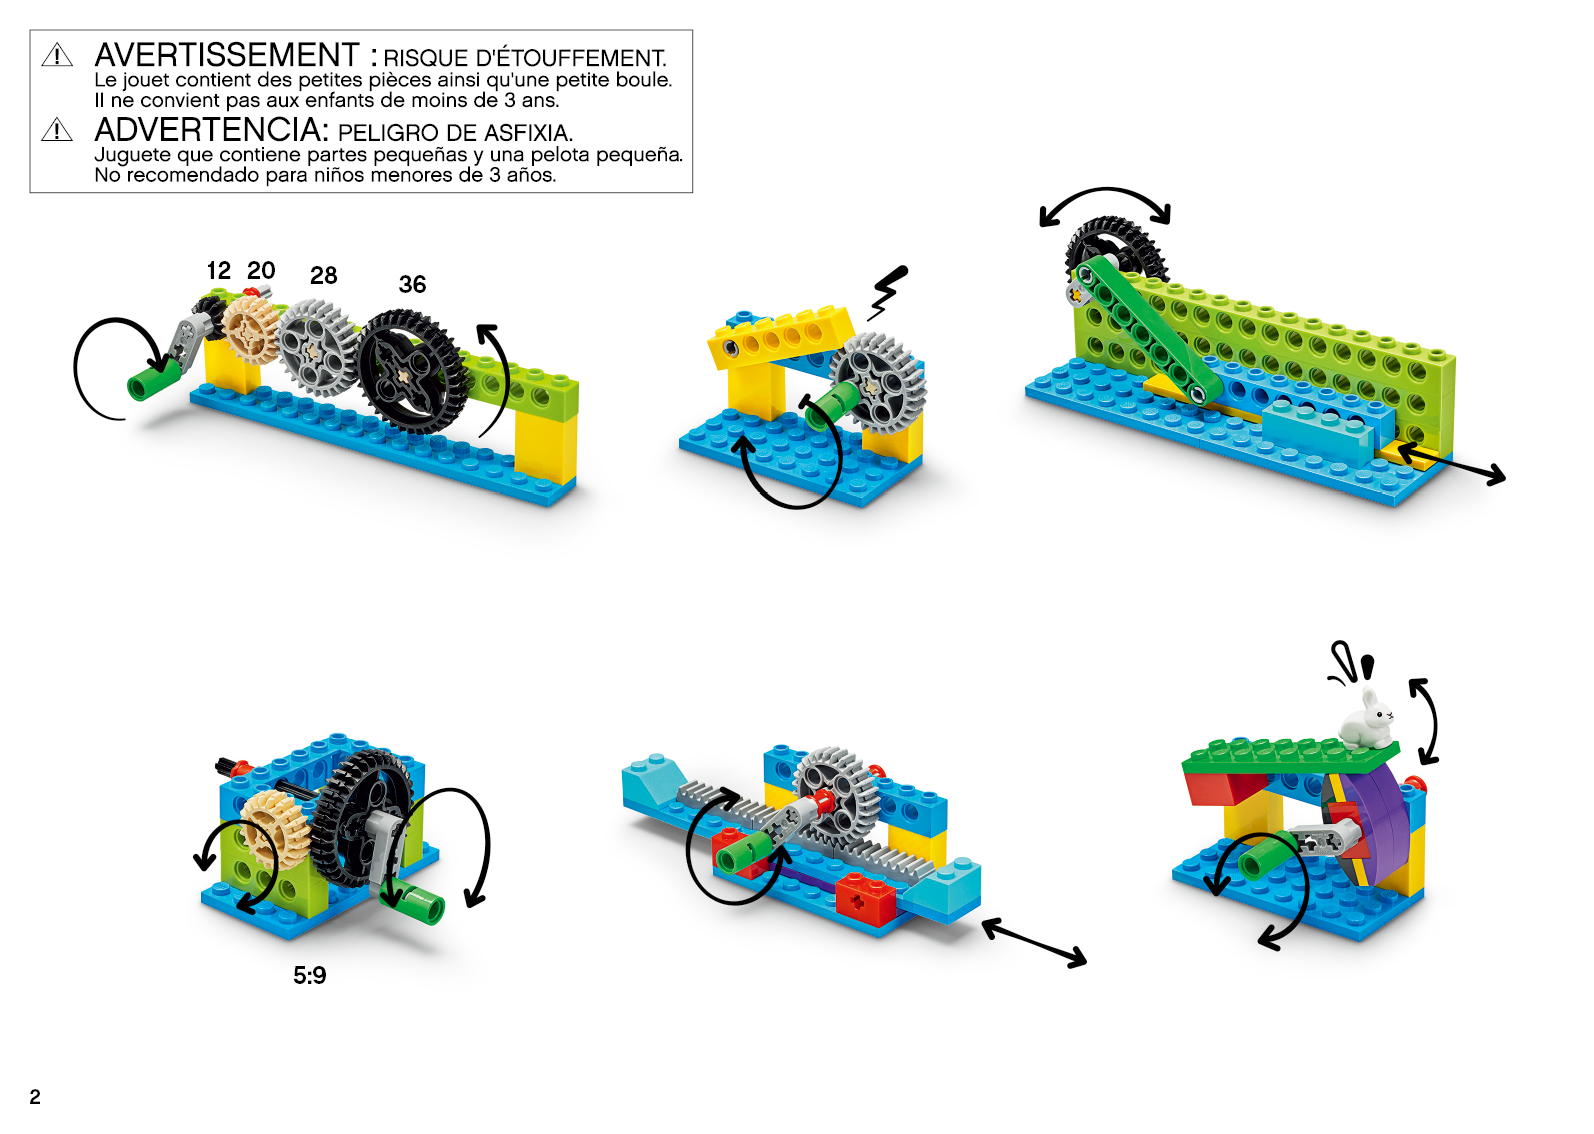 AVERTISSEMENT : RISQUE D'ÉTOUFFEMENT.
Le jouet contient des petites pièces ainsi qu'une petite boule.
Il ne convient pas aux enfants de moins de 3 ans.
ADVERTENCIA: PELIGRO DE ASFIXIA.
Juguete que contiene partes pequeñas y una pelota pequeña.
No recomendado para niños menores de 3 años.
12 20 28 36
5:9
2